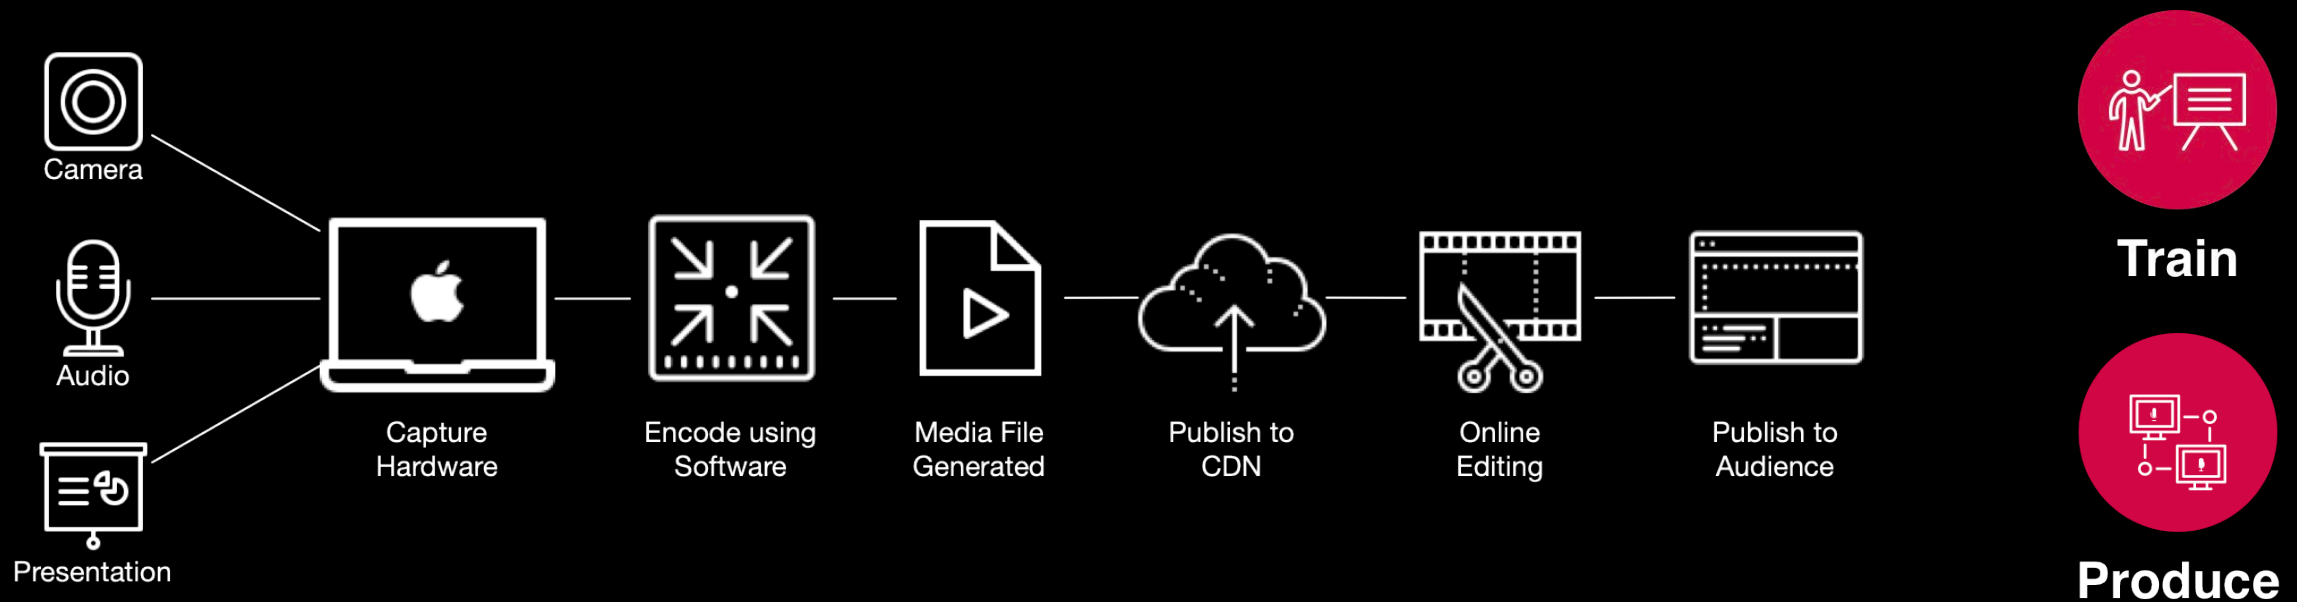 Camera
Audio
Presentation
Capture
Hardware
Encode using
Software
Media File
Generated
Publish to
CDN
Online
Editing
Publish to
Audience
Train
Produce